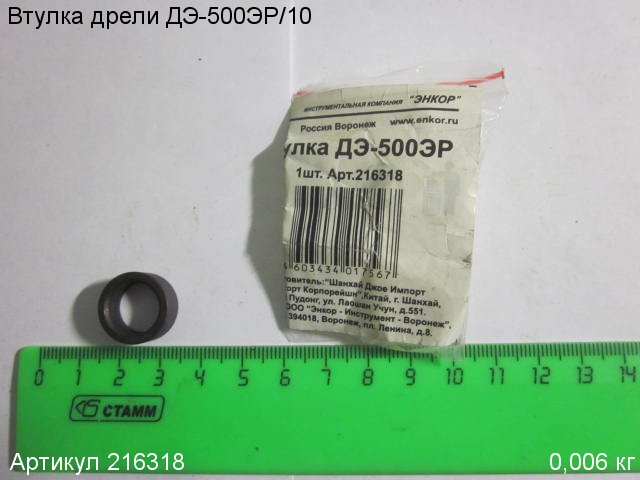 Втулка дрели ДЭ-500ЭР/10
ИНСТРУМЕНТАЛЬНАЯ КОМПАНИЯ "ЭНКОР"
Россия Воронеж www.enkor.ru
улка ДЭ-500ЭР
1шт. Арт.216318
603434 017567
овитель:"Шанхай Джое Импорт
орт Корпорейшн",Китай, г. Шанхай,
Пудонг, ул. Лаошан Учун, д.551.
ООО "Энкор - Инструмент - Воронеж",
394018, Воронеж, пл. Ленина, д.8.
0 1 2 3 4 5 6 7 8 9 10 11 12 13 14
СТАММ
Артикул 216318
0,006 кг